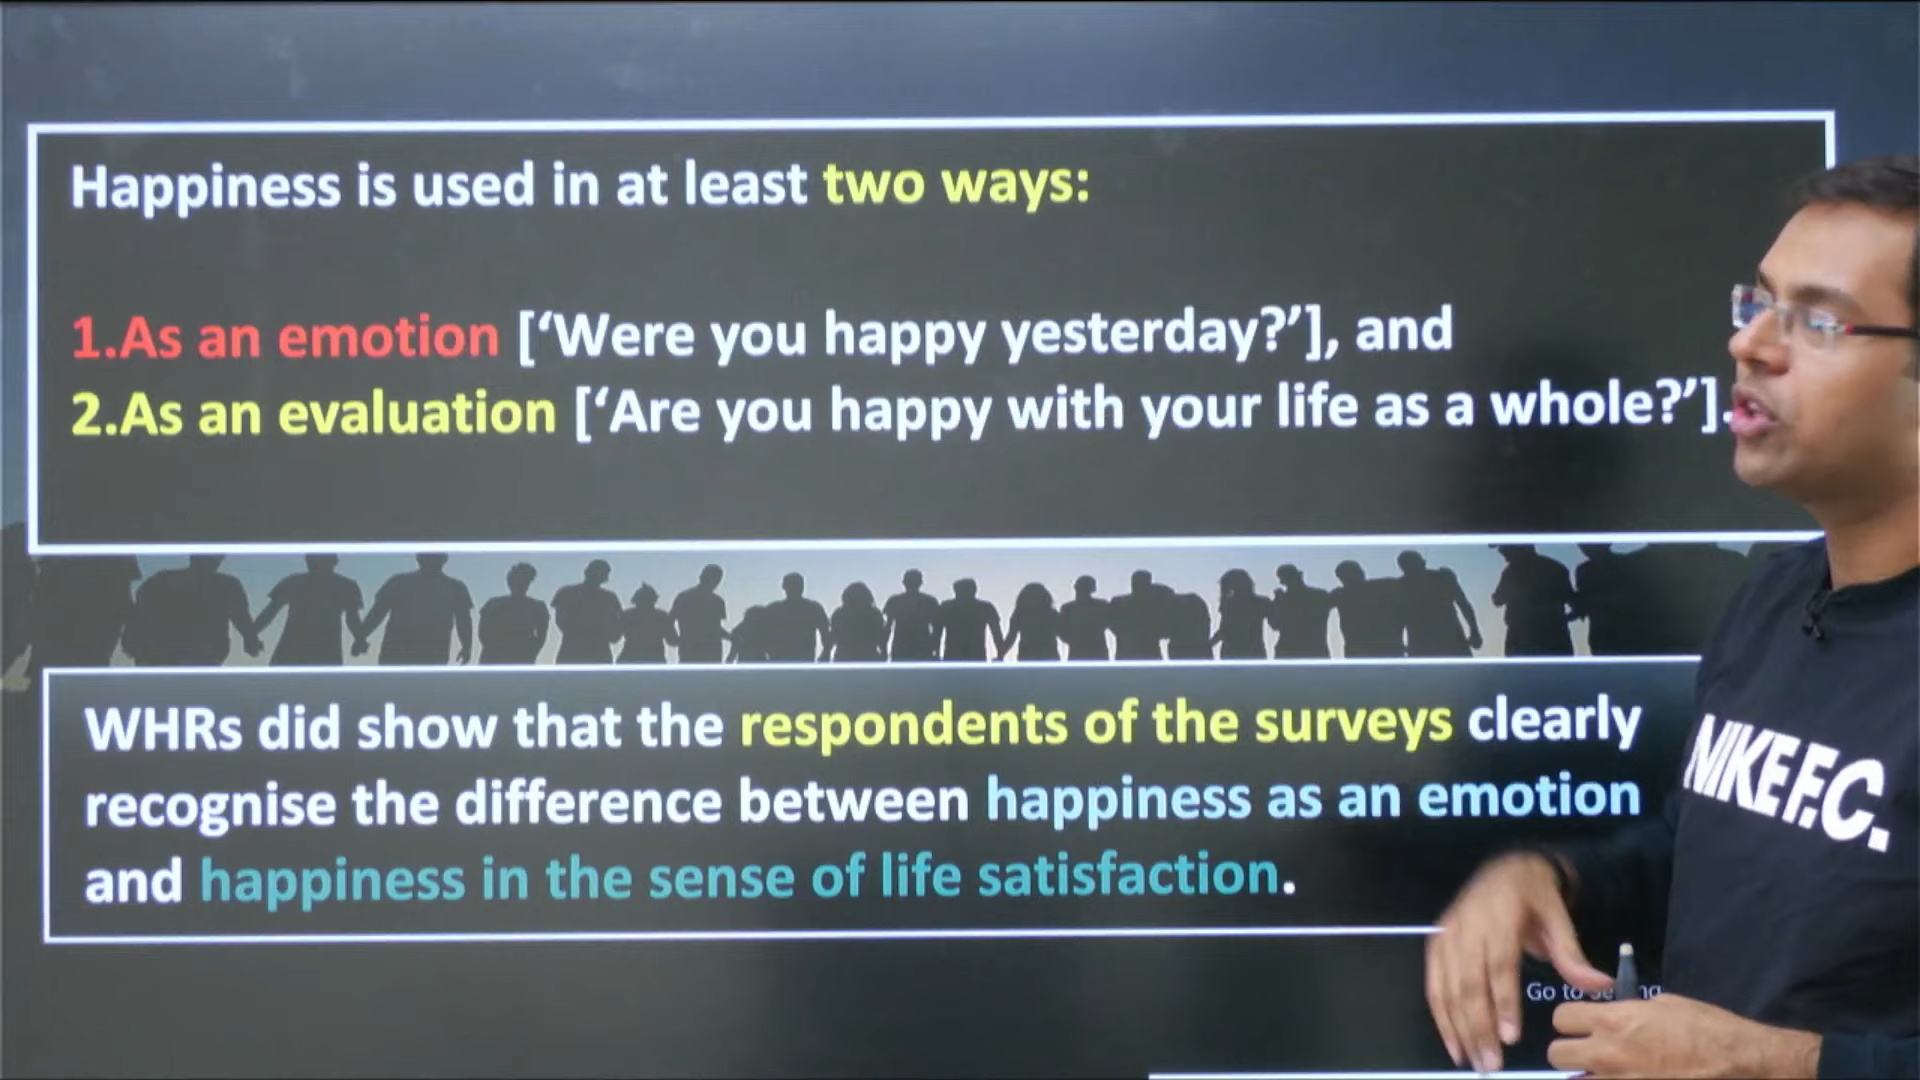 Happiness is used in at least two ways:
1.As an emotion [‘Were you happy yesterday?’], and
2.As an evaluation [‘Are you happy with your life as a whole?’].
WHRs did show that the respondents of the surveys clearly
recognise the difference between happiness as an emotion
and happiness in the sense of life satisfaction.
NIKE F.C.
Go to